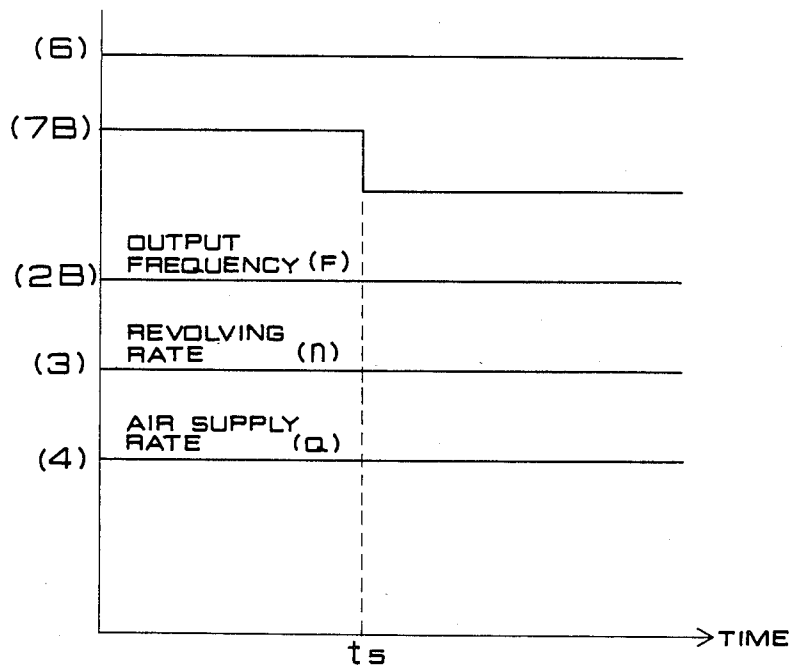 (6)
(7B)
OUTPUT
FREQUENCY (F)
(2B)
REVOLVING
RATE (n)
(3)
AIR SUPPLY
RATE (Q)
(4)
ts
TIME